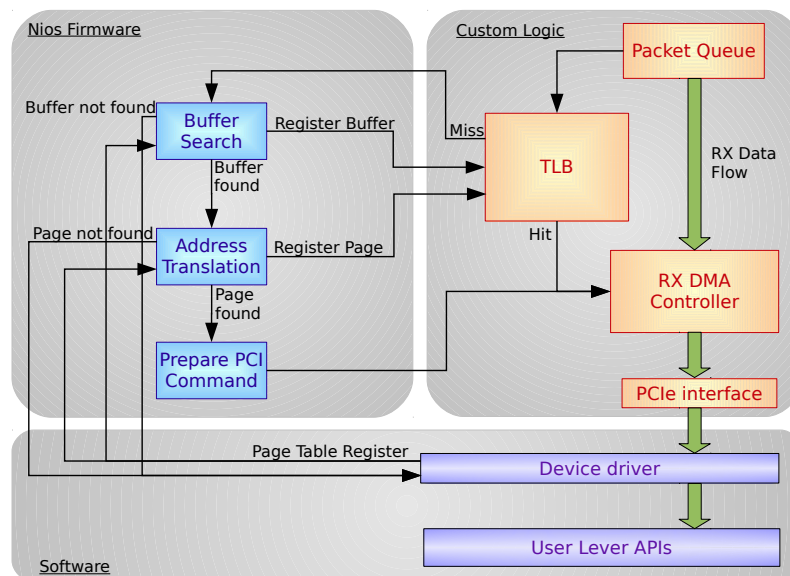 Nios Firmware
Custom Logic
Packet Queue
Buffer not found
Buffer
Search
Register Buffer
Miss
TLB
RX Data
Flow
Buffer
found
Page not found
Address
Translation
Register Page
Hit
RX DMA
Controller
Page
found
Prepare PCI
Command
PCIe interface
Page Table Register
Device driver
User Lever APIs
Software